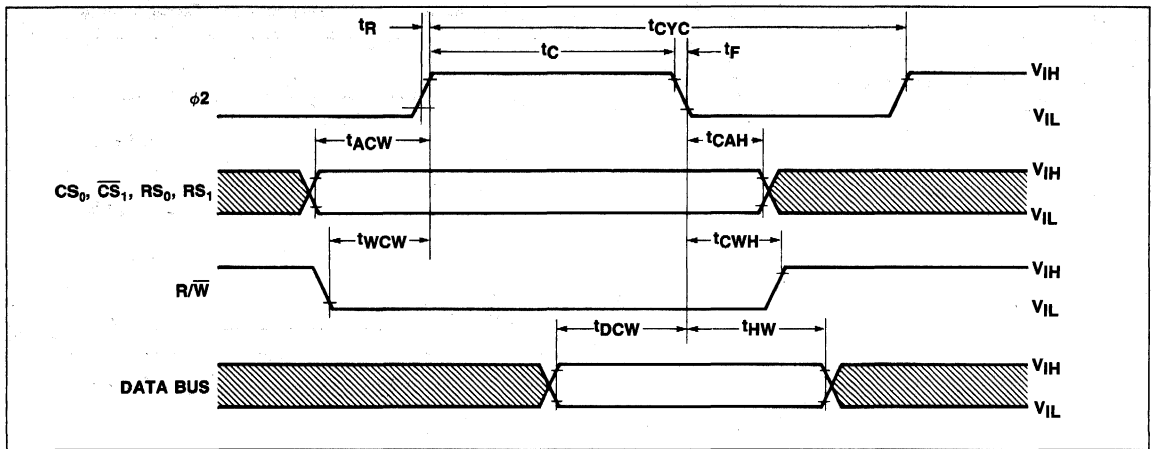 tR tCYC
tC tF
φ2 VIH
VIL
tACW tCAH
CS0, C̅S̅1, RS0, RS1 VIH
VIL
tWCW tCWH
R/W̅ VIH
VIL
tDCW tHW
DATA BUS VIH
VIL